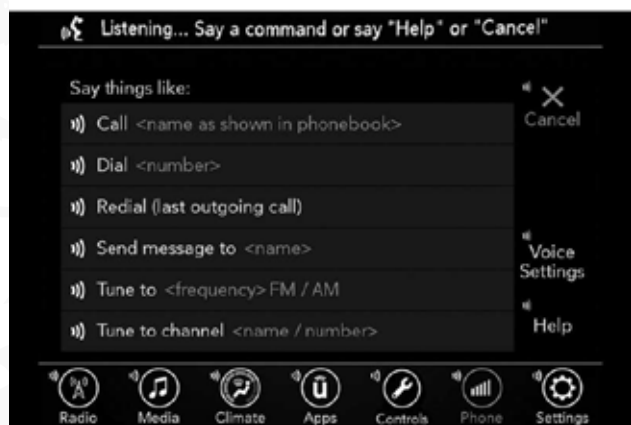 Listening... Say a command or say "Help" or "Cancel"
Say things like:
Call <name as shown in phonebook>
Cancel
Dial <number>
Redial (last outgoing call)
Send message to <name>
Voice
Settings
Tune to <frequency> FM / AM
Tune to channel <name / number>
Help
ü
Radio Media Climate Apps Controls Phone Settings